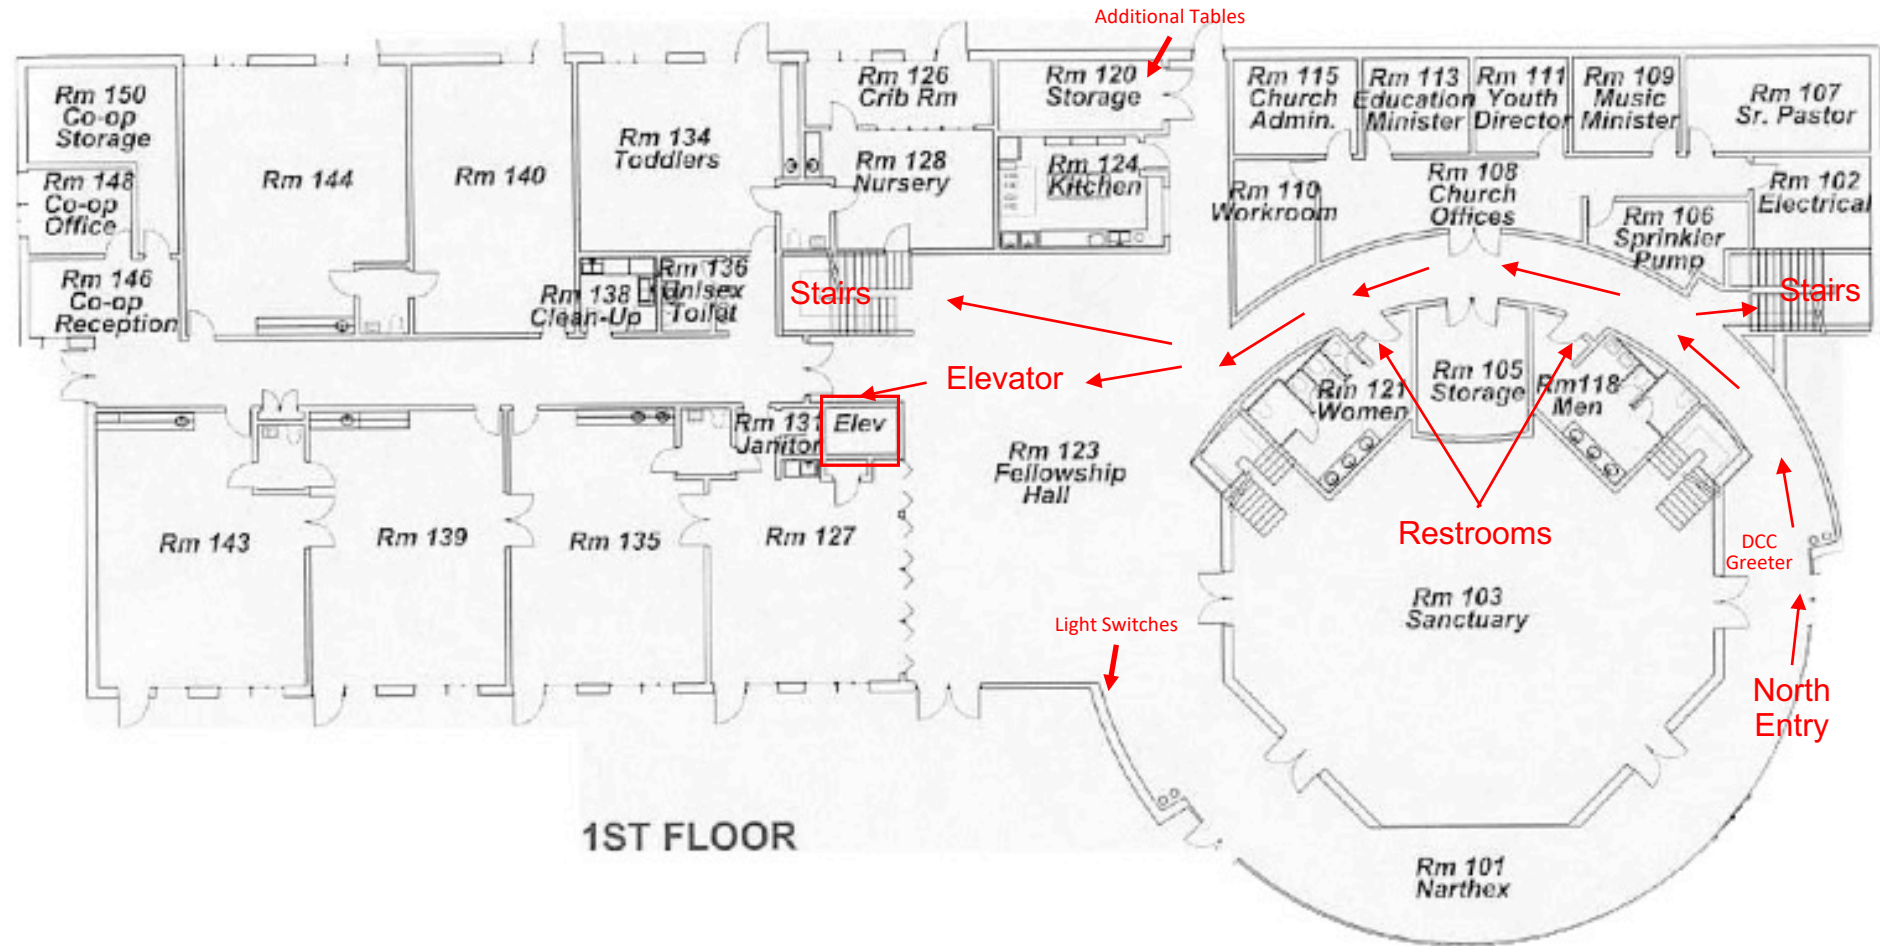 Additional Tables
Rm 150
Co-op
Storage
Rm 144
Rm 140
Rm 134
Toddlers
Rm 126
Crib Rm
Rm 120
Storage
Rm 115
Church
Admin.
Rm 113
Education
Minister
Rm 111
Youth
Director
Rm 109
Music
Minister
Rm 107
Sr. Pastor
Rm 148
Co-op
Office
Rm 128
Nursery
Rm 124
Kitchen
Rm 110
Workroom
Rm 108
Church
Offices
Rm 106
Sprinkler
Pump
Rm 102
Electrical
Rm 146
Co-op
Reception
Rm 138
Clean-Up
Rm 136
Unisex
Toilet
Stairs
Stairs
Elevator
Rm 121
Women
Rm 105
Storage
Rm118
Men
Rm 131
Janitor
Elev
Rm 123
Fellowship
Hall
Rm 143
Rm 139
Rm 135
Rm 127
Restrooms
DCC
Greeter
Rm 103
Sanctuary
Light Switches
North
Entry
1ST FLOOR
Rm 101
Narthex